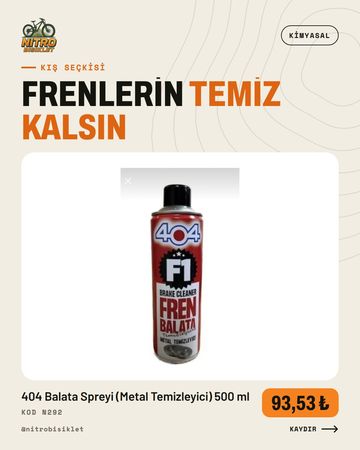 NITRO
BISIKLET
KİMYASAL
KIŞ SEÇKİSİ
FRENLERİN TEMİZ
KALSIN
404
F1
BRAKE CLEANER
FREN
BALATA
METAL TEMİZLEYİCİ
404 Balata Spreyi (Metal Temizleyici) 500 ml
KOD N292
93,53 ₺
@nitrobisiklet
KAYDIR